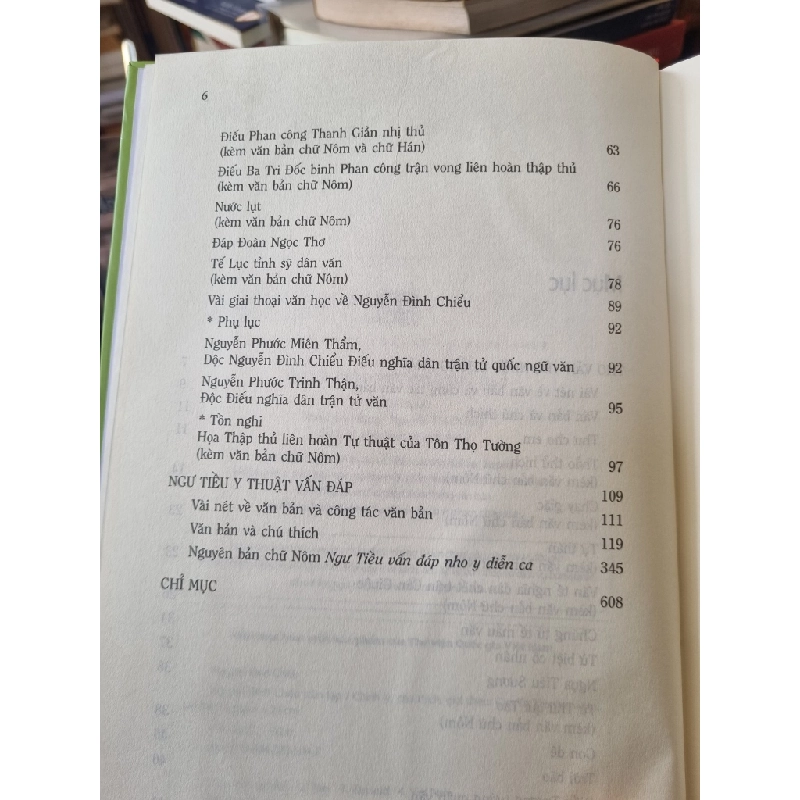 6
Điếu Phan công Thanh Giản nhị thủ
(kèm văn bản chữ Nôm và chữ Hán) 63
Điếu Ba Tri Đốc binh Phan công trận vong liên hoàn thập thủ
(kèm văn bản chữ Nôm) 66
Nước lụt
(kèm văn bản chữ Nôm) 76
Đáp Đoàn Ngọc Thơ 76
Tế Lục tỉnh sỹ dân văn
(kèm văn bản chữ Nôm) 78
Vài giai thoại văn học về Nguyễn Đình Chiểu 89
* Phụ lục 92
Nguyễn Phước Miên Thẩm,
Độc Nguyễn Đình Chiểu Điếu nghĩa dân trận tử quốc ngữ văn 92
Nguyễn Phước Trinh Thận,
Độc Điếu nghĩa dân trận tử văn 95
* Tồn nghi
Họa Thập thủ liên hoàn Tự thuật của Tôn Thọ Tường
(kèm văn bản chữ Nôm) 97
NGƯ TIỀU Y THUẬT VẤN ĐÁP 109
Vài nét về văn bản và công tác văn bản 111
Văn bản và chú thích 119
Nguyên bản chữ Nôm Ngư Tiều vấn đáp nho y diễn ca 345
CHỈ MỤC 608